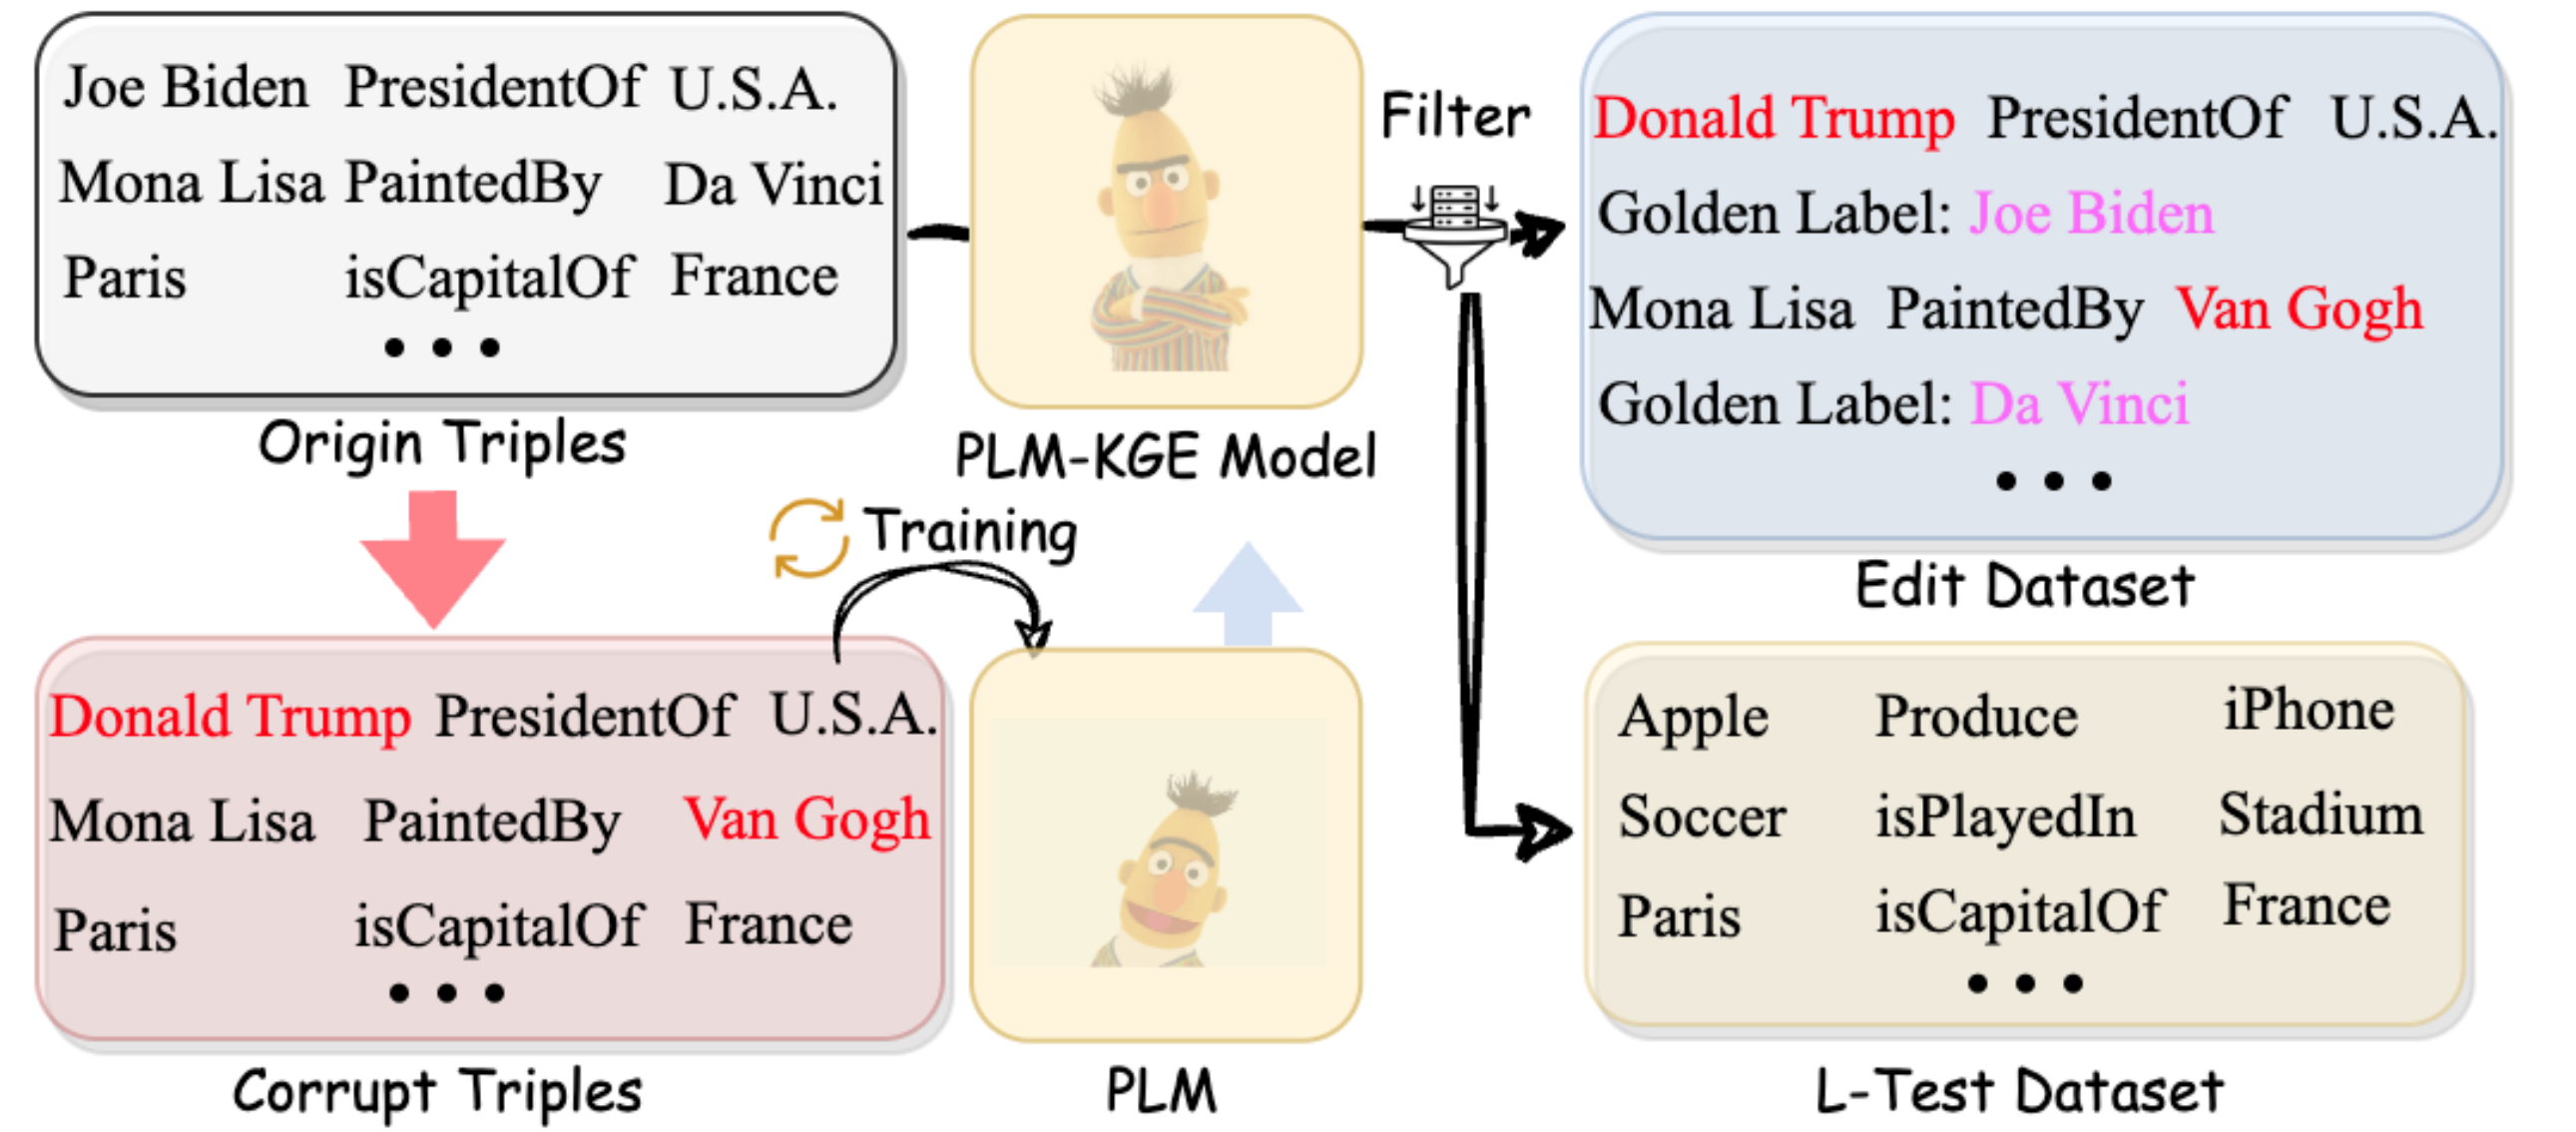 Joe Biden PresidentOf U.S.A.
Mona Lisa PaintedBy Da Vinci
Paris isCapitalOf France
• • •
Origin Triples
PLM-KGE Model
Filter
Donald Trump PresidentOf U.S.A.
Golden Label: Joe Biden
Mona Lisa PaintedBy Van Gogh
Golden Label: Da Vinci
• • •
Edit Dataset
Training
Donald Trump PresidentOf U.S.A.
Mona Lisa PaintedBy Van Gogh
Paris isCapitalOf France
• • •
Corrupt Triples
PLM
Apple Produce iPhone
Soccer isPlayedIn Stadium
Paris isCapitalOf France
• • •
L-Test Dataset